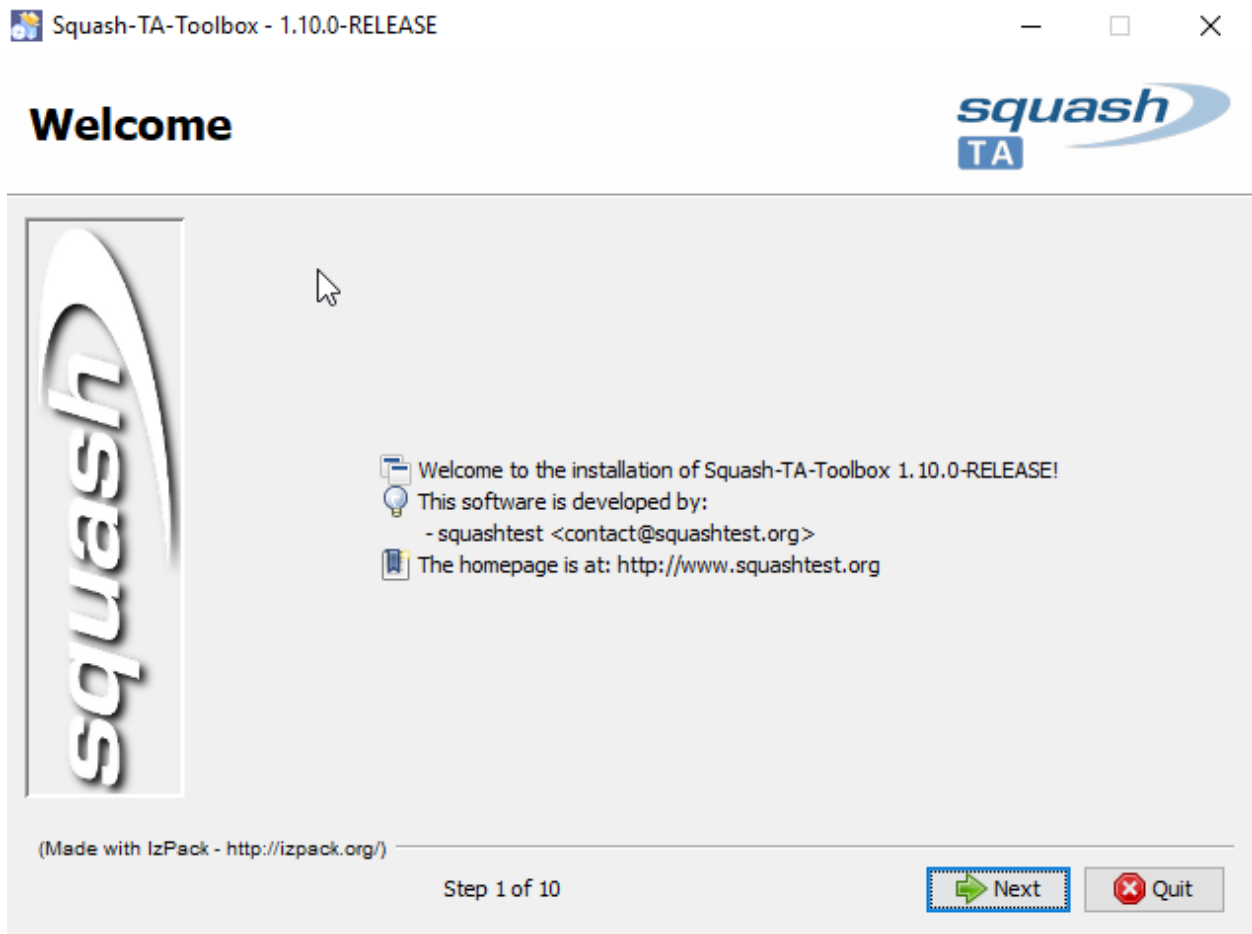 Squash-TA-Toolbox - 1.10.0-RELEASE
Welcome
squash
TA
squash
Welcome to the installation of Squash-TA-Toolbox 1.10.0-RELEASE!
This software is developed by:
- squashtest <contact@squashtest.org>
The homepage is at: http://www.squashtest.org
(Made with IzPack - http://izpack.org/)
Step 1 of 10
Next
Quit